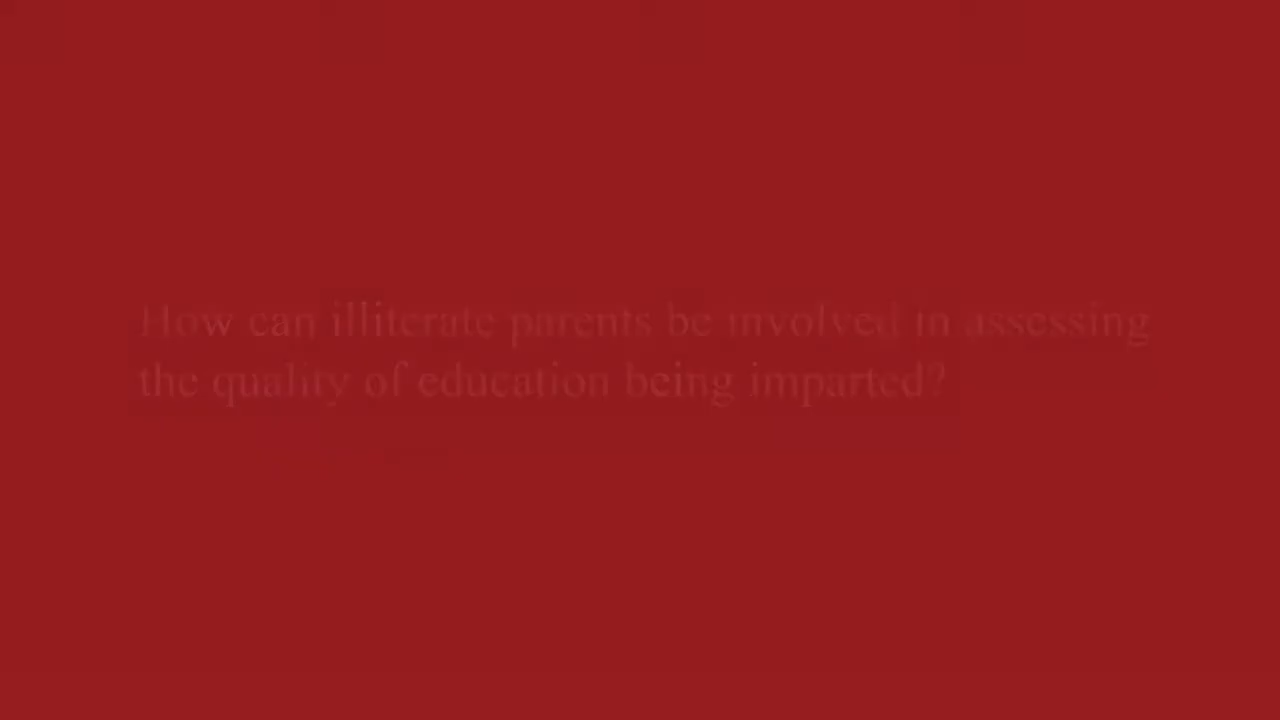 How can illiterate parents be involved in assessing
the quality of education being imparted?